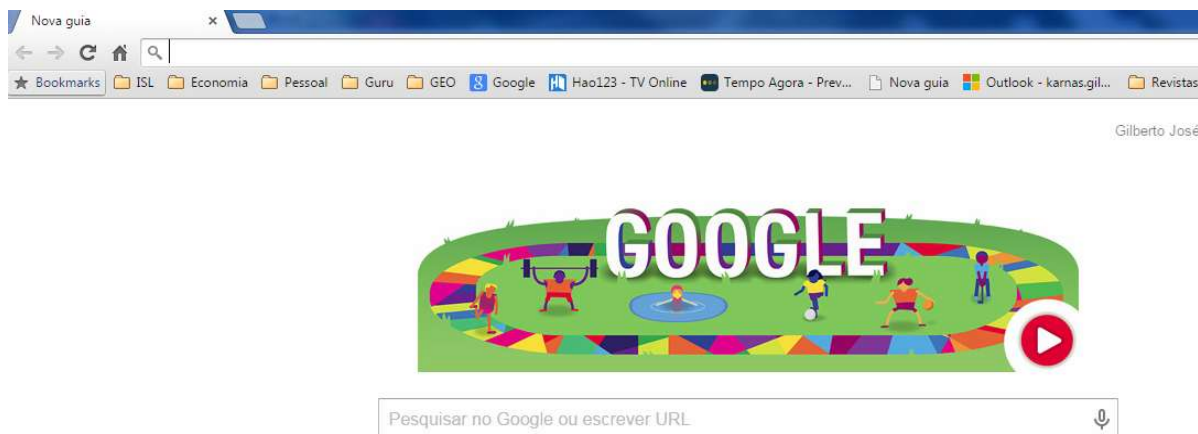 Nova guia
Bookmarks ISL Economia Pessoal Guru GEO Google Hao123 - TV Online Tempo Agora - Prev... Nova guia Outlook - karnas.gil... Revistas
Gilberto José
GOOGLE
Pesquisar no Google ou escrever URL